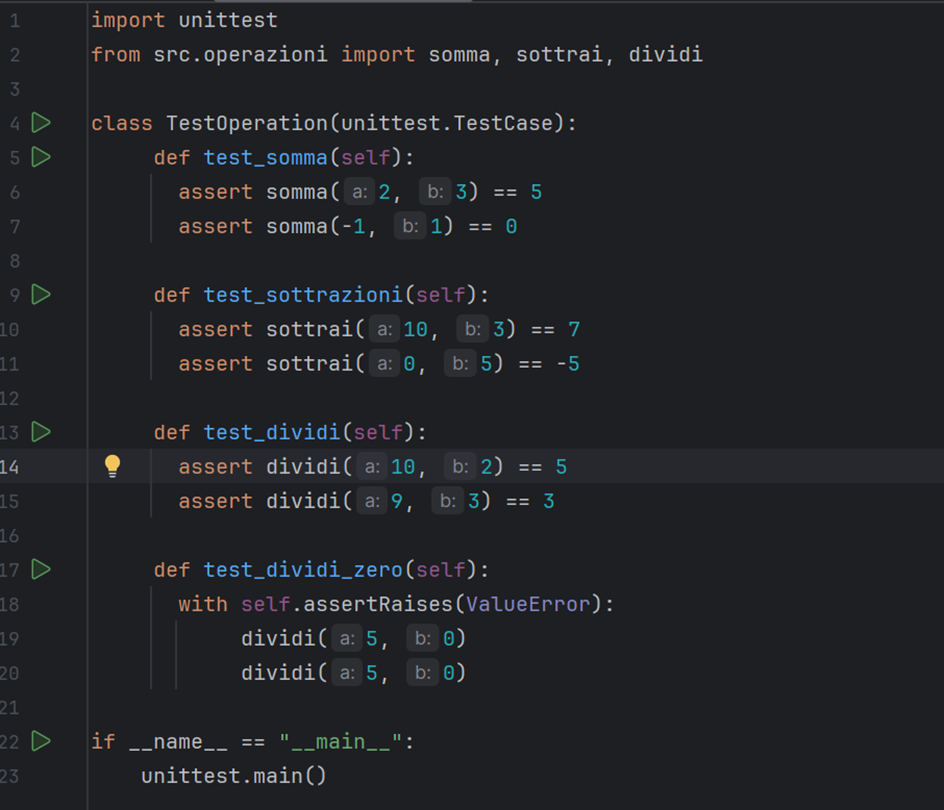 1 import unittest
2 from src.operazioni import somma, sottrai, dividi
3
4 class TestOperation(unittest.TestCase):
5 def test_somma(self):
6 assert somma( a: 2, b: 3) == 5
7 assert somma(-1, b: 1) == 0
8
9 def test_sottrazioni(self):
10 assert sottrai( a: 10, b: 3) == 7
11 assert sottrai( a: 0, b: 5) == -5
12
13 def test_dividi(self):
14 assert dividi( a: 10, b: 2) == 5
15 assert dividi( a: 9, b: 3) == 3
16
17 def test_dividi_zero(self):
18 with self.assertRaises(ValueError):
19 dividi( a: 5, b: 0)
20 dividi( a: 5, b: 0)
21
22 if __name__ == "__main__":
23 unittest.main()